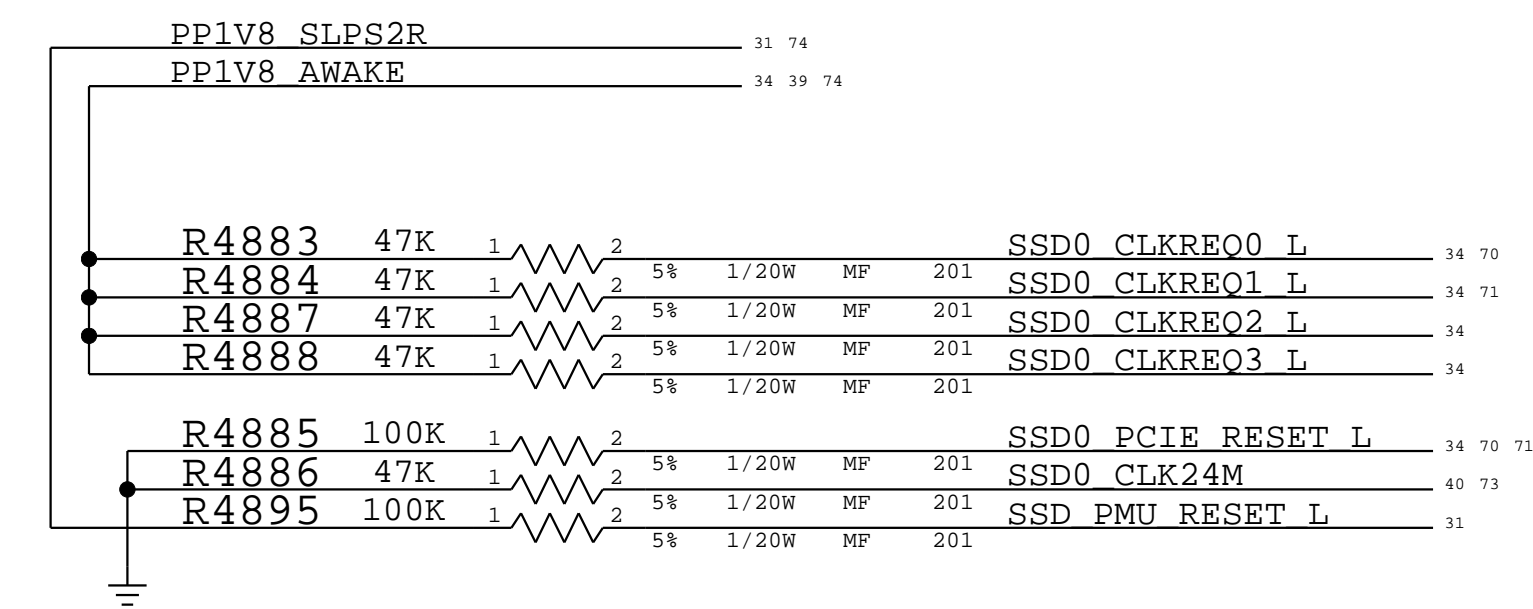 PP1V8_SLPS2R 31 74
PP1V8_AWAKE 34 39 74
R4883 47K 1 2 SSD0_CLKREQ0_L 34 70
5% 1/20W MF 201
R4884 47K 1 2 SSD0_CLKREQ1_L 34 71
5% 1/20W MF 201
R4887 47K 1 2 SSD0_CLKREQ2_L 34
5% 1/20W MF 201
R4888 47K 1 2 SSD0_CLKREQ3_L 34
5% 1/20W MF 201
R4885 100K 1 2 SSD0_PCIE_RESET_L 34 70 71
5% 1/20W MF 201
R4886 47K 1 2 SSD0_CLK24M 40 73
5% 1/20W MF 201
R4895 100K 1 2 SSD_PMU_RESET_L 31
5% 1/20W MF 201